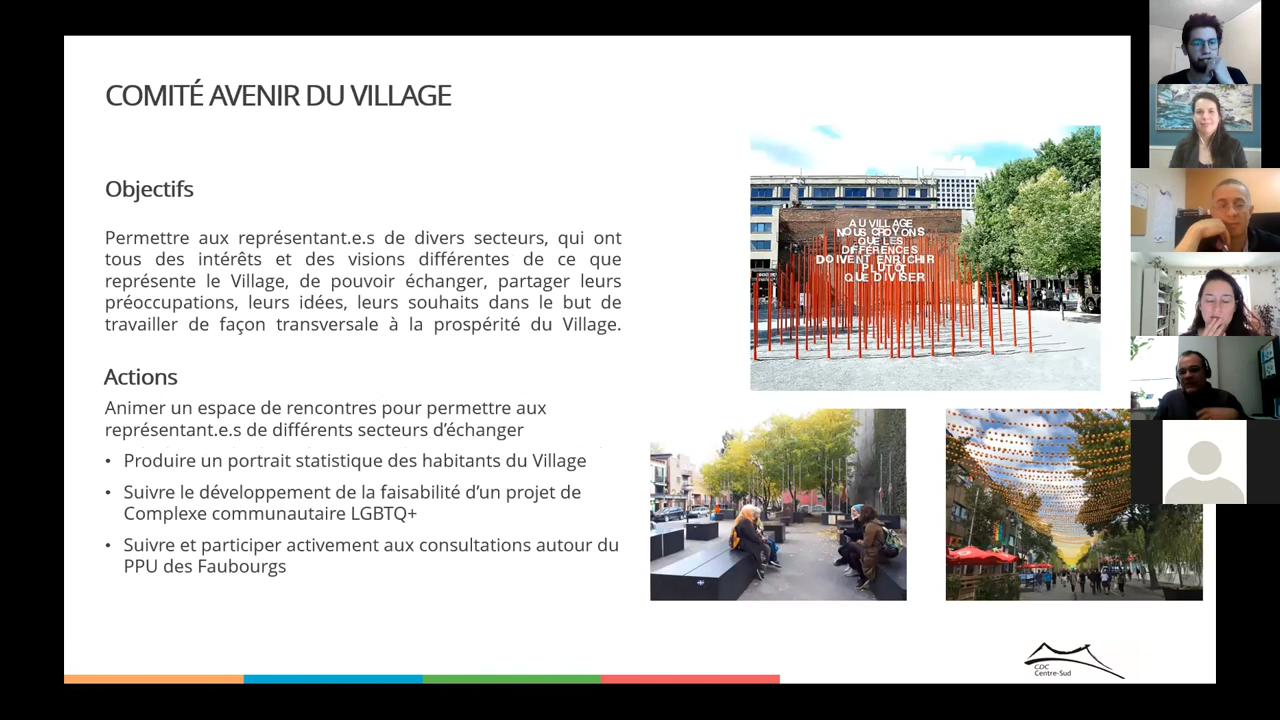 COMITÉ AVENIR DU VILLAGE
Objectifs
Permettre aux représentant.e.s de divers secteurs, qui ont
tous des intérêts et des visions différentes de ce que
représente le Village, de pouvoir échanger, partager leurs
préoccupations, leurs idées, leurs souhaits dans le but de
travailler de façon transversale à la prospérité du Village.
Actions
Animer un espace de rencontres pour permettre aux
représentant.e.s de différents secteurs d'échanger
• Produire un portrait statistique des habitants du Village
• Suivre le développement de la faisabilité d'un projet de
Complexe communautaire LGBTQ+
• Suivre et participer activement aux consultations autour du
PPU des Faubourgs
AU VILLAGE
NOUS CROYONS
QUE LES
DIFFÉRENCES
DOIVENT ENRICHIR
PLUTÔT
QUE DIVISER
CDC
Centre-Sud